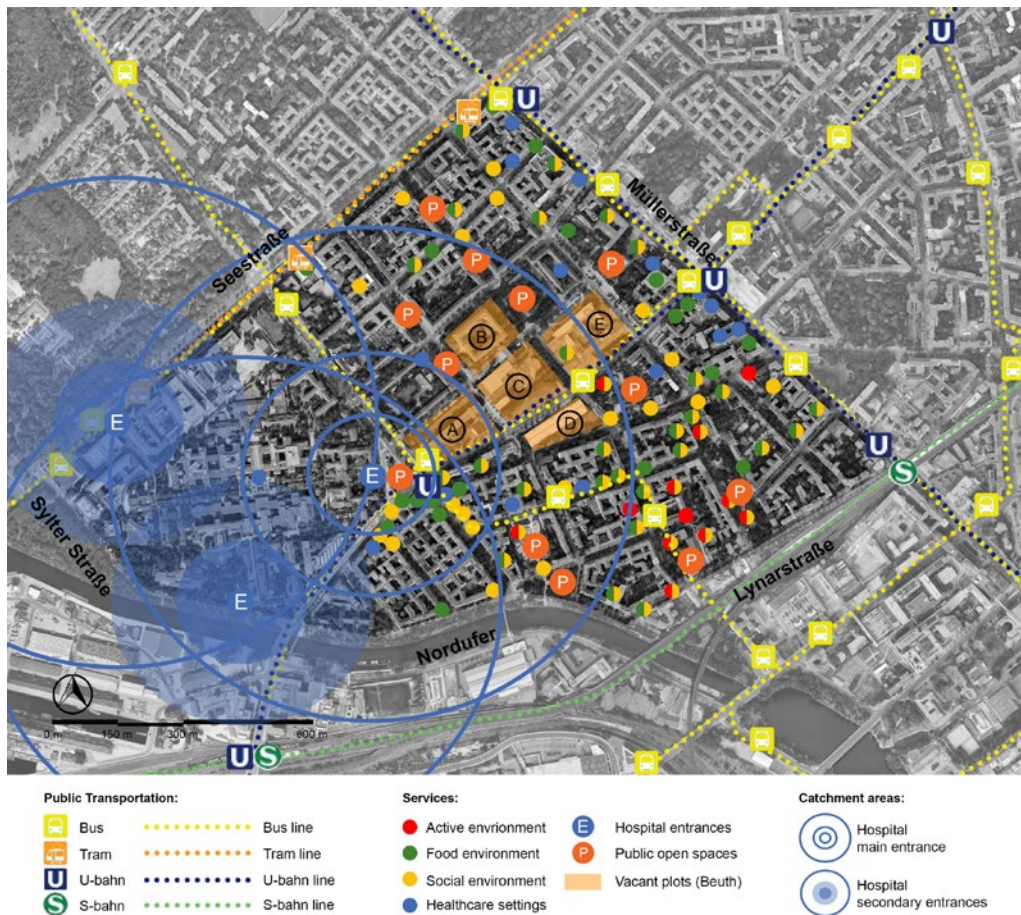 U
U
Müllerstraße
Seestraße
P
P
P
P
P
U
B
E
P
C
P
E
A
D
E
P
U
U
S
P
P
P
P
E
Sylter Straße
Lynarstraße
Nordufer
0 m 150 m 300 m 600 m
U S
Public Transportation: Services: Catchment areas:
Bus Bus line Active envrionment E Hospital entrances Hospital
Tram Tram line Food environment P Public open spaces main entrance
U U-bahn U-bahn line Social environment Vacant plots (Beuth) Hospital
S S-bahn S-bahn line Healthcare settings secondary entrances